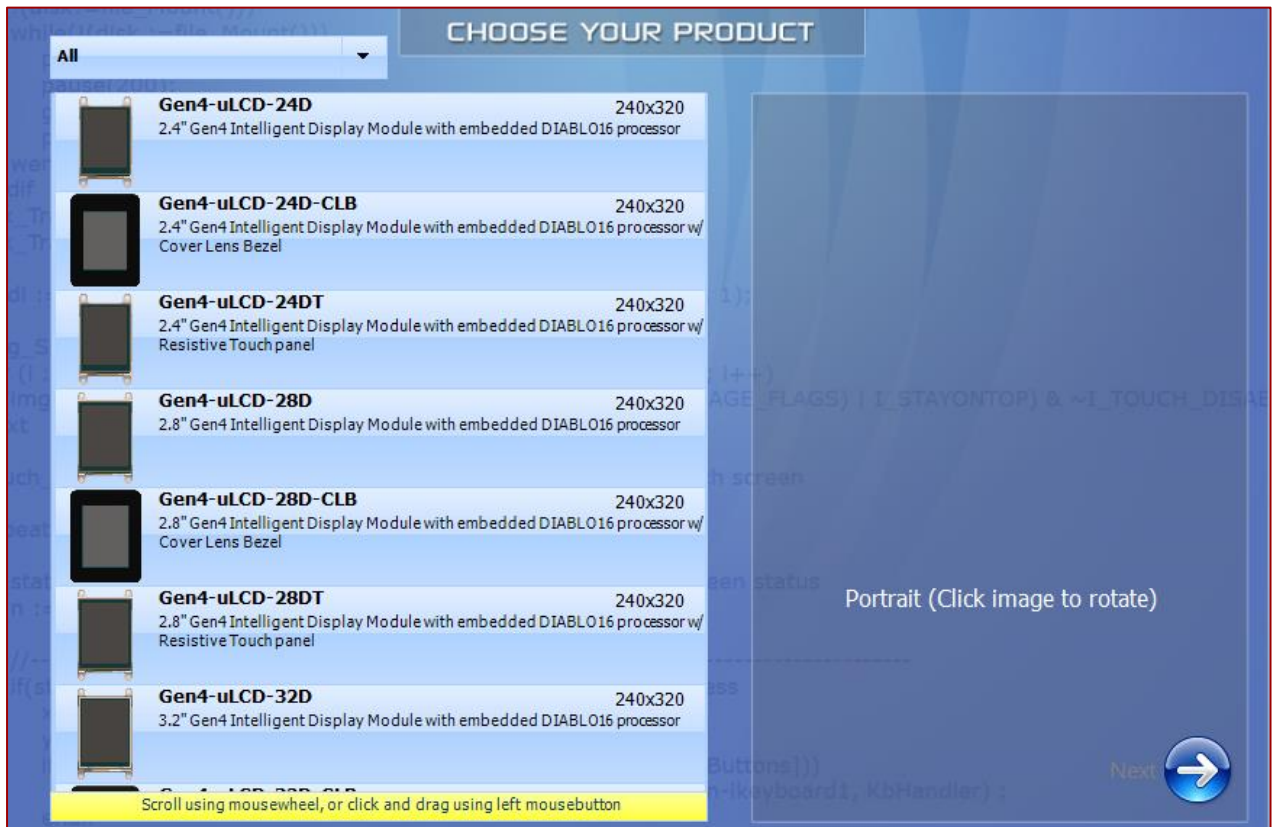 CHOOSE YOUR PRODUCT
All
Gen4-uLCD-24D 240x320
2.4" Gen4 Intelligent Display Module with embedded DIABLO16 processor
Gen4-uLCD-24D-CLB 240x320
2.4" Gen4 Intelligent Display Module with embedded DIABLO16 processor w/
Cover Lens Bezel
Gen4-uLCD-24DT 240x320
2.4" Gen4 Intelligent Display Module with embedded DIABLO16 processor w/
Resistive Touch panel
Gen4-uLCD-28D 240x320
2.8" Gen4 Intelligent Display Module with embedded DIABLO16 processor
Gen4-uLCD-28D-CLB 240x320
2.8" Gen4 Intelligent Display Module with embedded DIABLO16 processor w/
Cover Lens Bezel
Gen4-uLCD-28DT 240x320
2.8" Gen4 Intelligent Display Module with embedded DIABLO16 processor w/
Resistive Touch panel
Gen4-uLCD-32D 240x320
3.2" Gen4 Intelligent Display Module with embedded DIABLO16 processor
Scroll using mousewheel, or click and drag using left mousebutton
Portrait (Click image to rotate)
Next